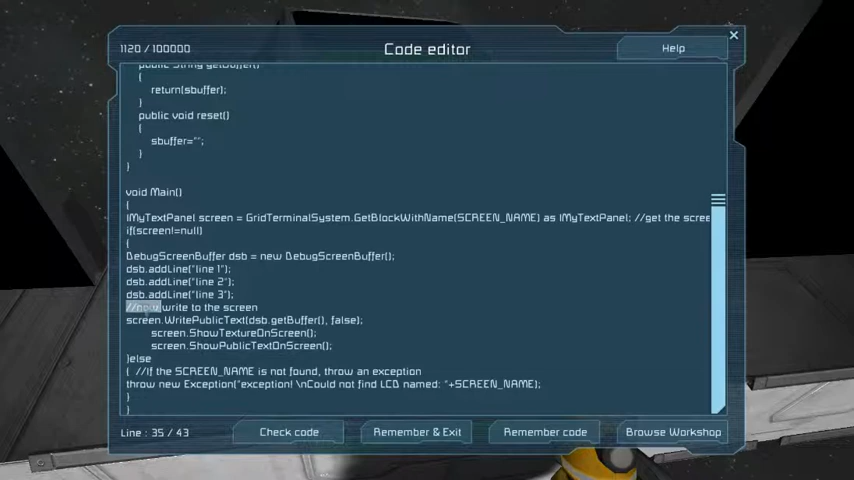 1120 / 100000
Code editor
Help
public String getBuffer()
{
return(sbuffer);
}
public void reset()
{
sbuffer="";
}
}
void Main()
{
IMyTextPanel screen = GridTerminalSystem.GetBlockWithName(SCREEN_NAME) as IMyTextPanel; //get the scree
if(screen!=null)
{
DebugScreenBuffer dsb = new DebugScreenBuffer();
dsb.addLine("line 1");
dsb.addLine("line 2");
dsb.addLine("line 3");
//now write to the screen
screen.WritePublicText(dsb.getBuffer(), false);
screen.ShowTextureOnScreen();
screen.ShowPublicTextOnScreen();
}else
{ //If the SCREEN_NAME is not found, throw an exception
throw new Exception("exception! \nCould not find LCD named: "+SCREEN_NAME);
}
}
Line : 35 / 43
Check code
Remember & Exit
Remember code
Browse Workshop